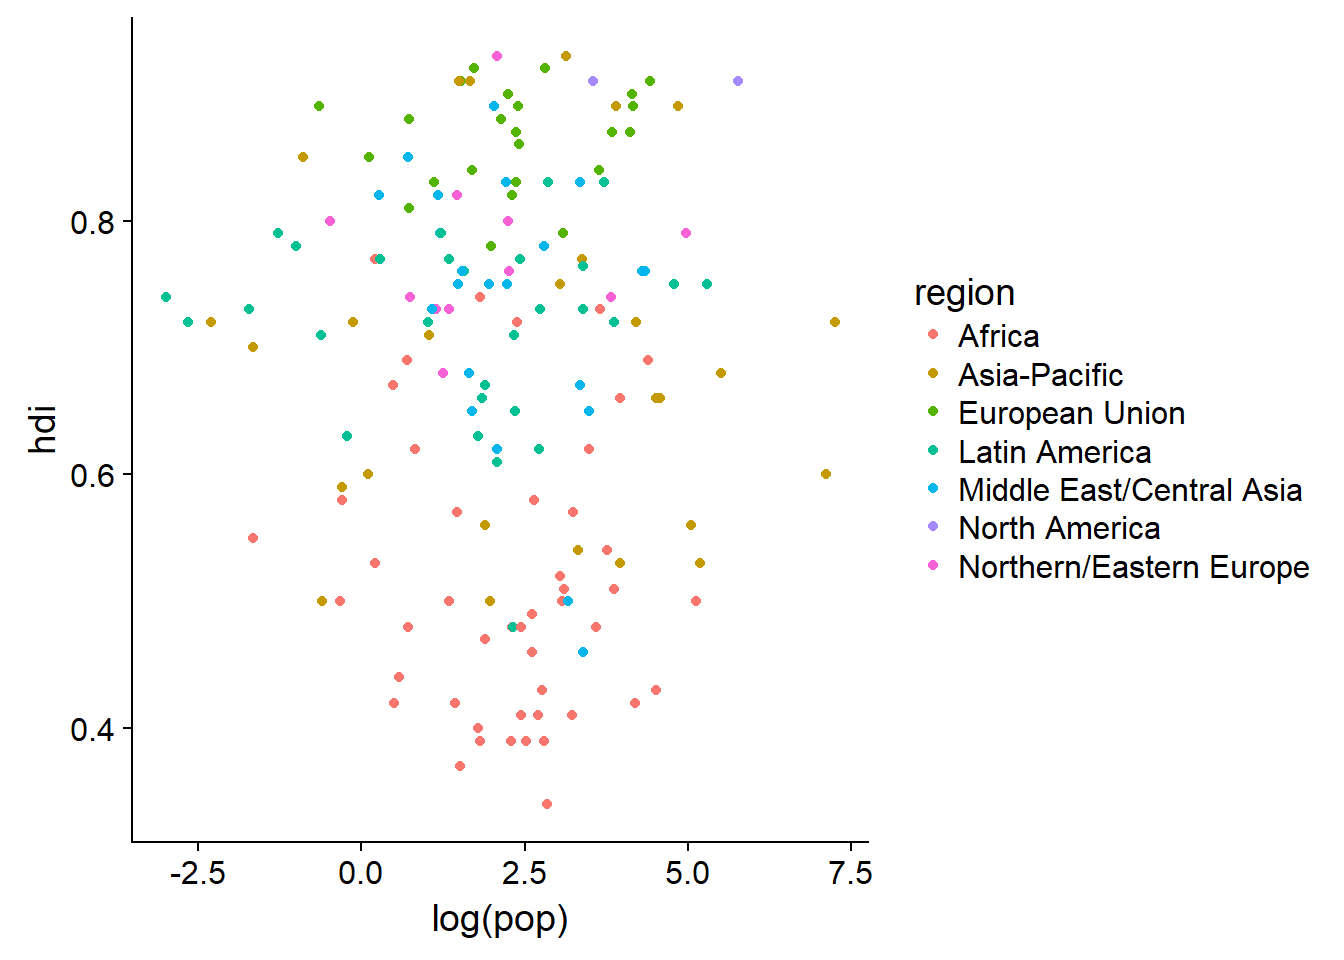 0.8
0.6
0.4
hdi
-2.5 0.0 2.5 5.0 7.5
log(pop)
region
Africa
Asia-Pacific
European Union
Latin America
Middle East/Central Asia
North America
Northern/Eastern Europe